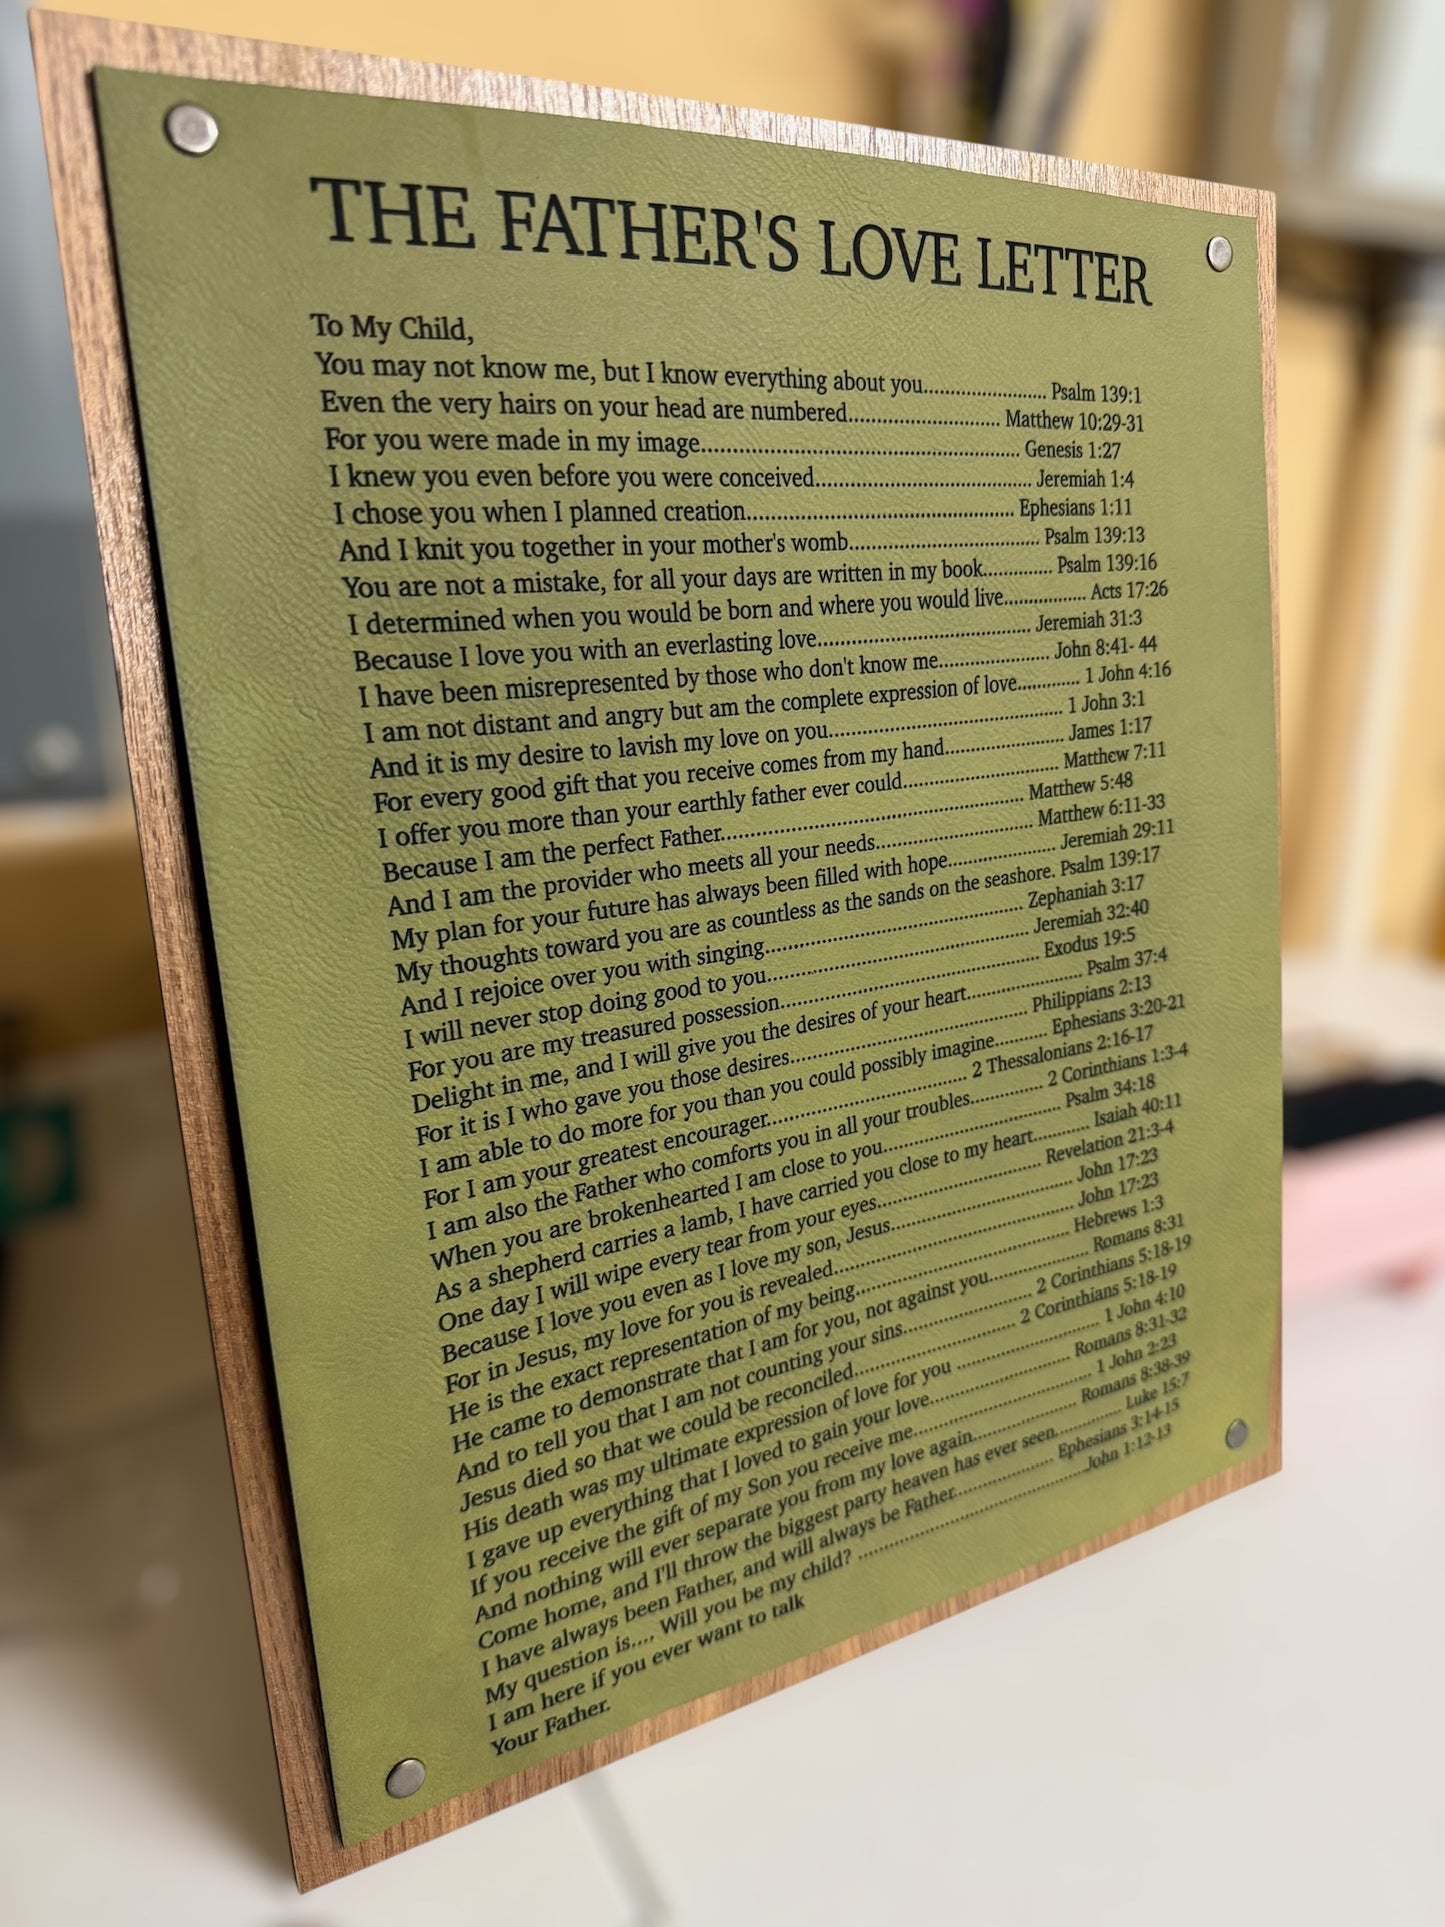 THE FATHER'S LOVE LETTER
To My Child,
You may not know me, but I know everything about you....................... Psalm 139:1
Even the very hairs on your head are numbered............................ Matthew 10:29-31
For you were made in my image................................................. Genesis 1:27
I knew you even before you were conceived.................................. Jeremiah 1:4
I chose you when I planned creation.......................................... Ephesians 1:11
And I knit you together in your mother's womb.............................. Psalm 139:13
You are not a mistake, for all your days are written in my book............. Psalm 139:16
I determined when you would be born and where you would live................ Acts 17:26
Because I love you with an everlasting love.................................. Jeremiah 31:3
I have been misrepresented by those who don't know me...................... John 8:41- 44
I am not distant and angry but am the complete expression of love............ 1 John 4:16
And it is my desire to lavish my love on you.................................... 1 John 3:1
For every good gift that you receive comes from my hand....................... James 1:17
I offer you more than your earthly father ever could............................. Matthew 7:11
Because I am the perfect Father.................................................. Matthew 5:48
And I am the provider who meets all your needs............................. Matthew 6:11-33
My plan for your future has always been filled with hope..................... Jeremiah 29:11
My thoughts toward you are as countless as the sands on the seashore. Psalm 139:17
And I rejoice over you with singing............................................. Zephaniah 3:17
I will never stop doing good to you............................................. Jeremiah 32:40
For you are my treasured possession............................................. Exodus 19:5
Delight in me, and I will give you the desires of your heart...................... Psalm 37:4
For it is I who gave you those desires........................................ Philippians 2:13
I am able to do more for you than you could possibly imagine.......... Ephesians 3:20-21
For I am your greatest encourager.................................... 2 Thessalonians 2:16-17
I am also the Father who comforts you in all your troubles.............. 2 Corinthians 1:3-4
When you are brokenhearted I am close to you.................................. Psalm 34:18
As a shepherd carries a lamb, I have carried you close to my heart........... Isaiah 40:11
One day I will wipe every tear from your eyes............................... Revelation 21:3-4
Because I love you even as I love my son, Jesus.................................. John 17:23
For in Jesus, my love for you is revealed............................................ John 17:23
He is the exact representation of my being........................................ Hebrews 1:3
He came to demonstrate that I am for you, not against you................... Romans 8:31
And to tell you that I am not counting your sins........................ 2 Corinthians 5:18-19
Jesus died so that we could be reconciled............................... 2 Corinthians 5:18-19
His death was my ultimate expression of love for you ........................... 1 John 4:10
I gave up everything that I loved to gain your love......................... Romans 8:31-32
If you receive the gift of my Son you receive me................................ 1 John 2:23
And nothing will ever separate you from my love again.................... Romans 8:38-39
Come home, and I'll throw the biggest party heaven has ever seen............. Luke 15:7
I have always been Father, and will always be Father.................... Ephesians 3:14-15
My question is.... Will you be my child? .............................................John 1:12-13
I am here if you ever want to talk
Your Father.